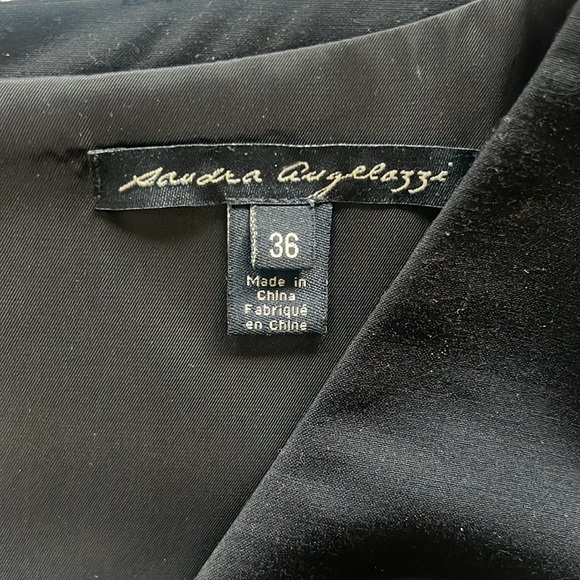 Sandra Angelozzi
36
Made in
China
Fabriqué
en Chine